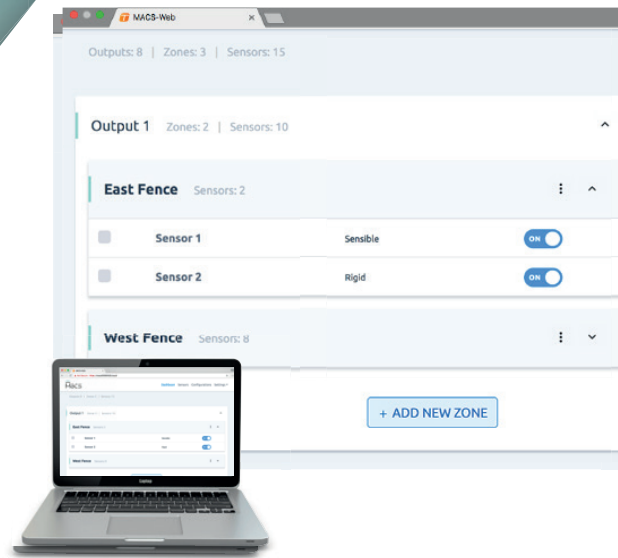 MACS-Web ×
Outputs: 8 | Zones: 3 | Sensors: 15
Output 1 Zones: 2 | Sensors: 10
East Fence Sensors: 2
Sensor 1 Sensible ON
Sensor 2 Rigid ON
West Fence Sensors: 8
+ ADD NEW ZONE